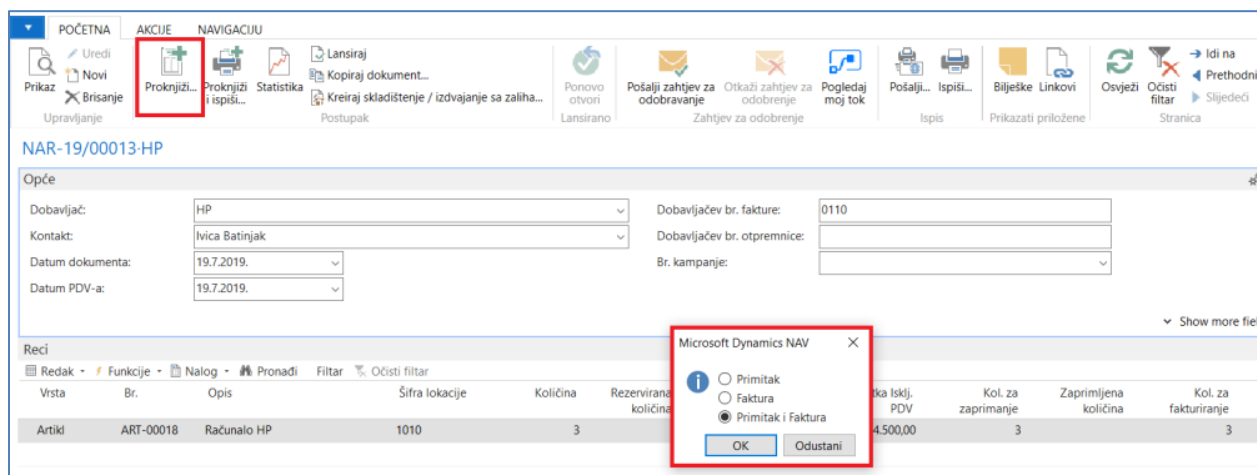 POČETNA AKCIJE NAVIGACIJU
Prikaz
Uredi
Novi
Brisanje
Upravljanje
Proknjiži...
Proknjiži
i ispiši...
Statistika
Lansiraj
Kopiraj dokument...
Kreiraj skladištenje / izdvajanje sa zaliha...
Postupak
Ponovo
otvori
Lansirano
Pošalji zahtjev za
odobravanje
Otkaži zahtjev za
odobrenje
Pogledaj
moj tok
Zahtjev za odobrenje
Pošalji... Ispiši...
Ispis
Bilješke Linkovi
Prikazati priložene
Osvježi
Očisti
filtar
Idi na
Prethodni
Slijedeći
Stranica
NAR-19/00013·HP
Opće
Dobavljač: HP
Kontakt: Ivica Batinjak
Datum dokumenta: 19.7.2019.
Datum PDV-a: 19.7.2019.
Dobavljačev br. fakture: 0110
Dobavljačev br. otpremnice:
Br. kampanje:
Show more fiel
Reci
Redak Funkcije Nalog Pronađi Filtar Očisti filtar
Vrsta Br. Opis Šifra lokacije Količina
Rezervirana
količina
Isklj.
PDV
Kol. za
zaprimanje
Zaprimljena
količina
Kol. za
fakturiranje
Artikl ART-00018 Računalo HP 1010 3 4.500,00 3 3
Microsoft Dynamics NAV
Primitak
Faktura
Primitak i Faktura
OK Odustani